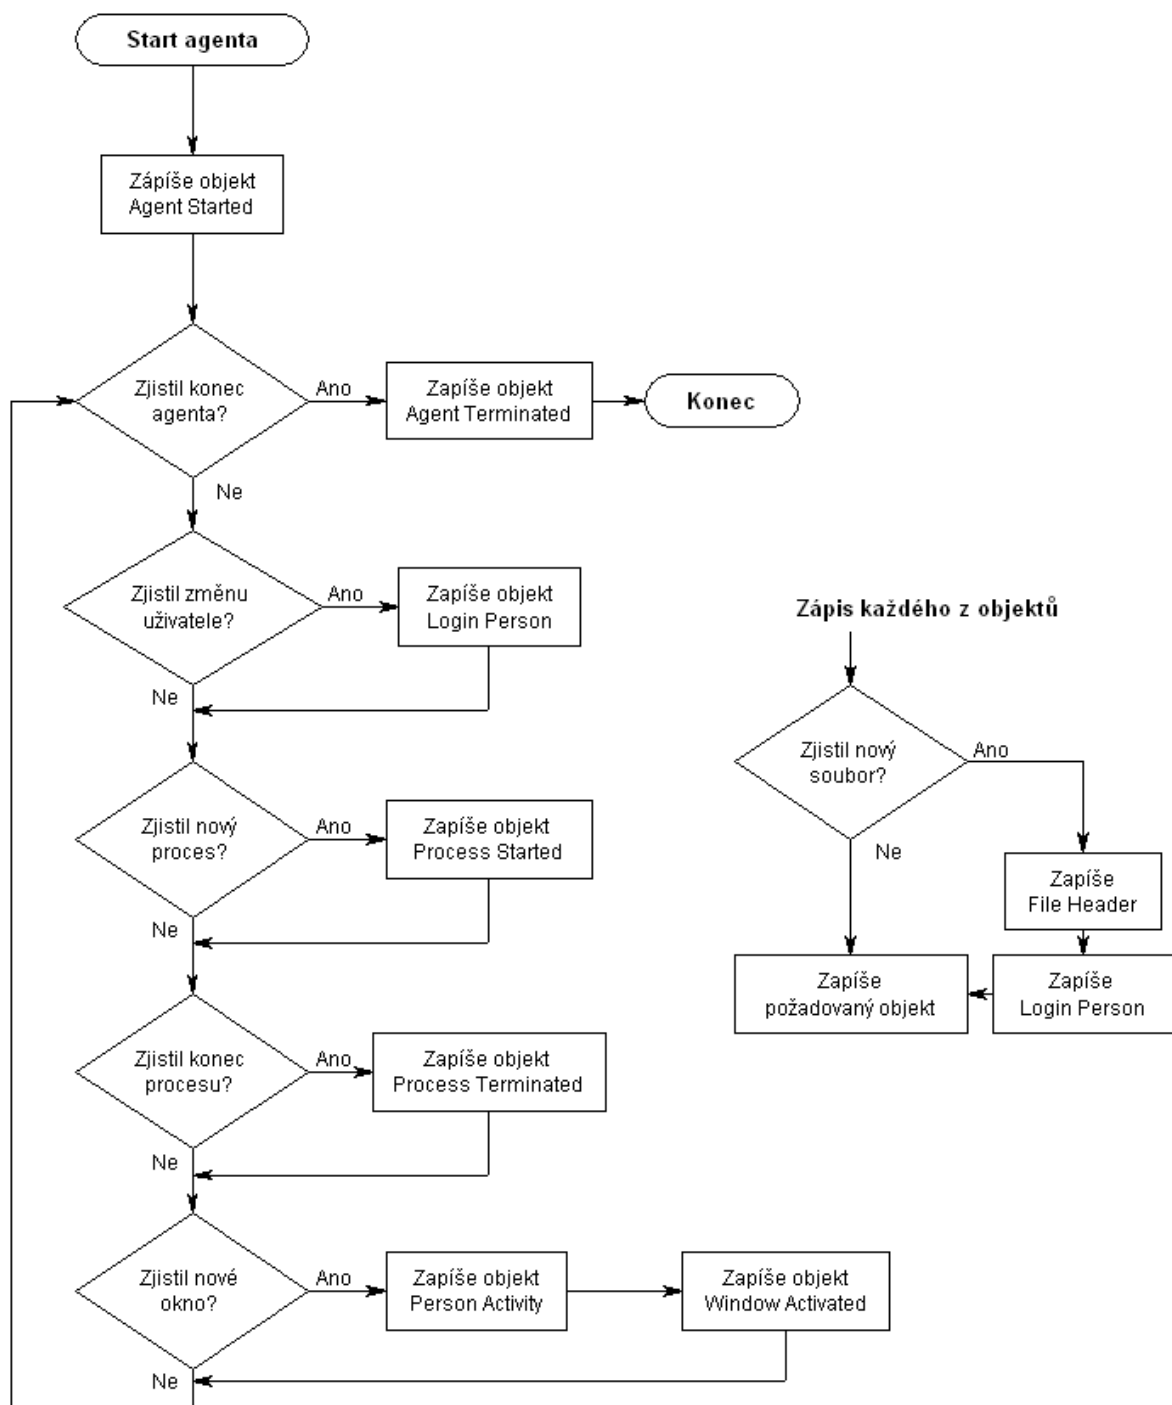 Start agenta
Zápíše objekt
Agent Started
Zjistil konec
agenta?
Ano
Zapíše objekt
Agent Terminated
Konec
Ne
Zjistil změnu
uživatele?
Ano
Zapíše objekt
Login Person
Ne
Zjistil nový
proces?
Ano
Zapíše objekt
Process Started
Ne
Zjistil konec
procesu?
Ano
Zapíše objekt
Process Terminated
Ne
Zjistil nové
okno?
Ano
Zapíše objekt
Person Activity
Zapíše objekt
Window Activated
Ne
Zápis každého z objektů
Zjistil nový
soubor?
Ano
Ne
Zapíše
File Header
Zapíše
Login Person
Zapíše
požadovaný objekt